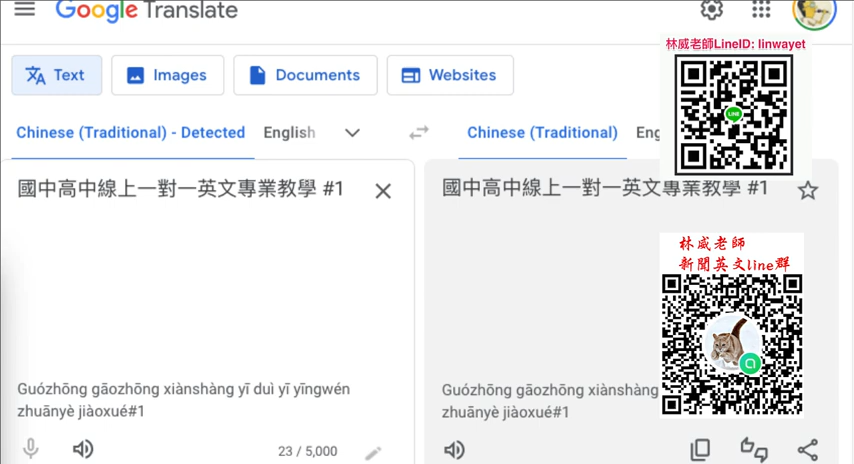 Google Translate
林威老師LineID: linwayet
Text
Images
Documents
Websites
LINE
Chinese (Traditional) - Detected
English
Chinese (Traditional)
Eng
國中高中線上一對一英文專業教學 #1
國中高中線上一對一英文專業教學 #1
林威老師
新聞英文line群
Guózhōng gāozhōng xiànshàng yī duì yī yīngwén
zhuānyè jiàoxué#1
Guózhōng gāozhōng xiànshàng
zhuānyè jiàoxué#1
23 / 5,000